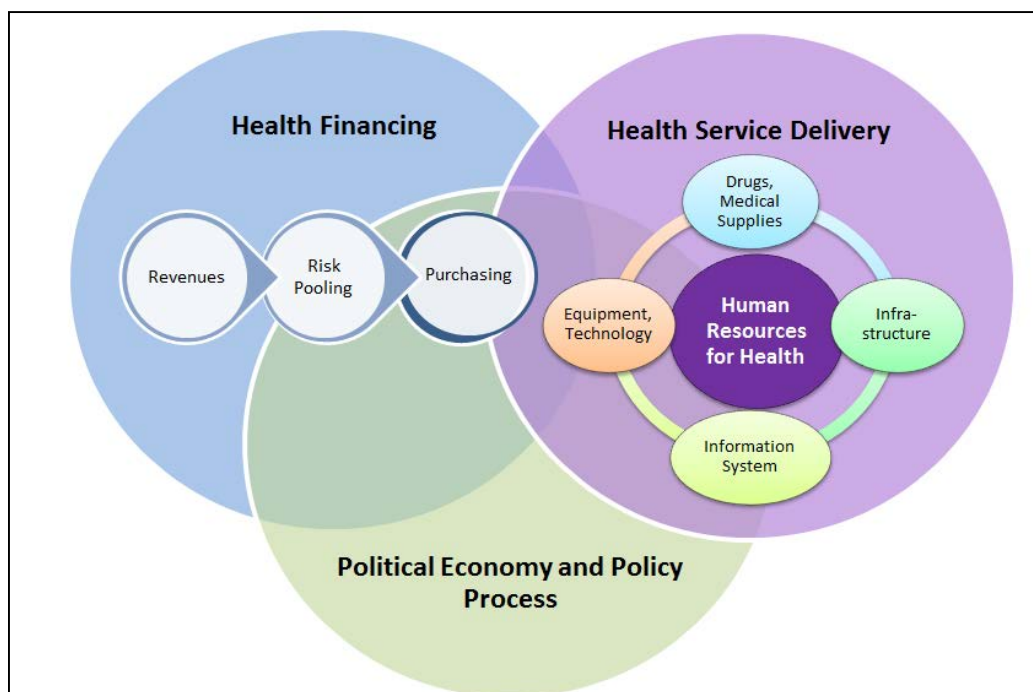 Health Financing
Health Service Delivery
Drugs,
Medical
Supplies
Revenues
Risk
Pooling
Purchasing
Equipment,
Technology
Human
Resources
for Health
Infra-
structure
Information
System
Political Economy and Policy
Process